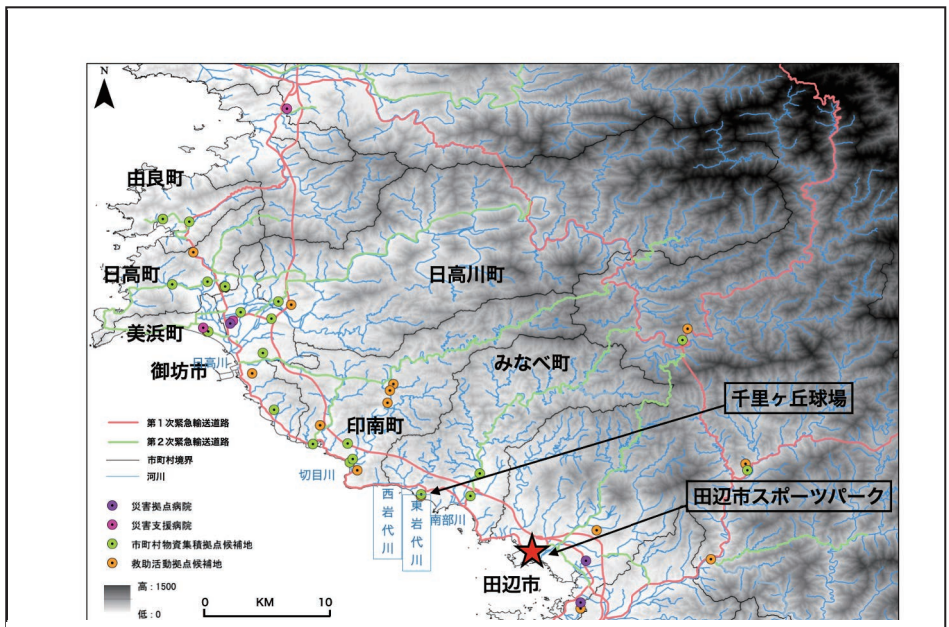 N
由良町
日高町
日高川町
美浜町
日高川
御坊市
みなべ町
千里ヶ丘球場
印南町
第1次緊急輸送道路
第2次緊急輸送道路
市町村境界
河川
切目川
西岩代川
東岩代川
南部川
田辺市スポーツパーク
災害拠点病院
災害支援病院
市町村物資集積拠点候補地
救助活動拠点候補地
田辺市
高:1500
低:0
0 KM 10